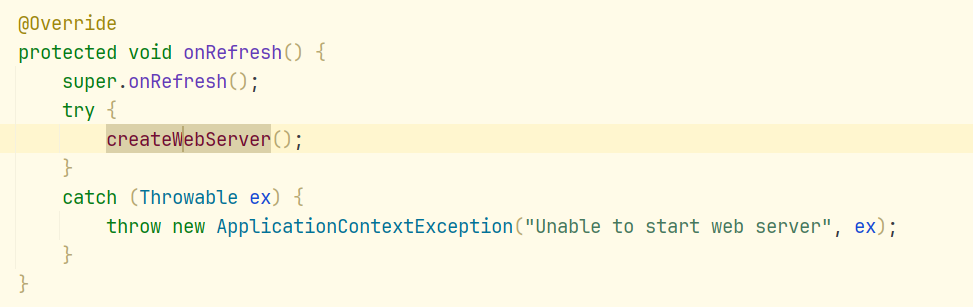 @Override
protected void onRefresh() {
    super.onRefresh();
    try {
        createWebServer();
    }
    catch (Throwable ex) {
        throw new ApplicationContextException("Unable to start web server", ex);
    }
}